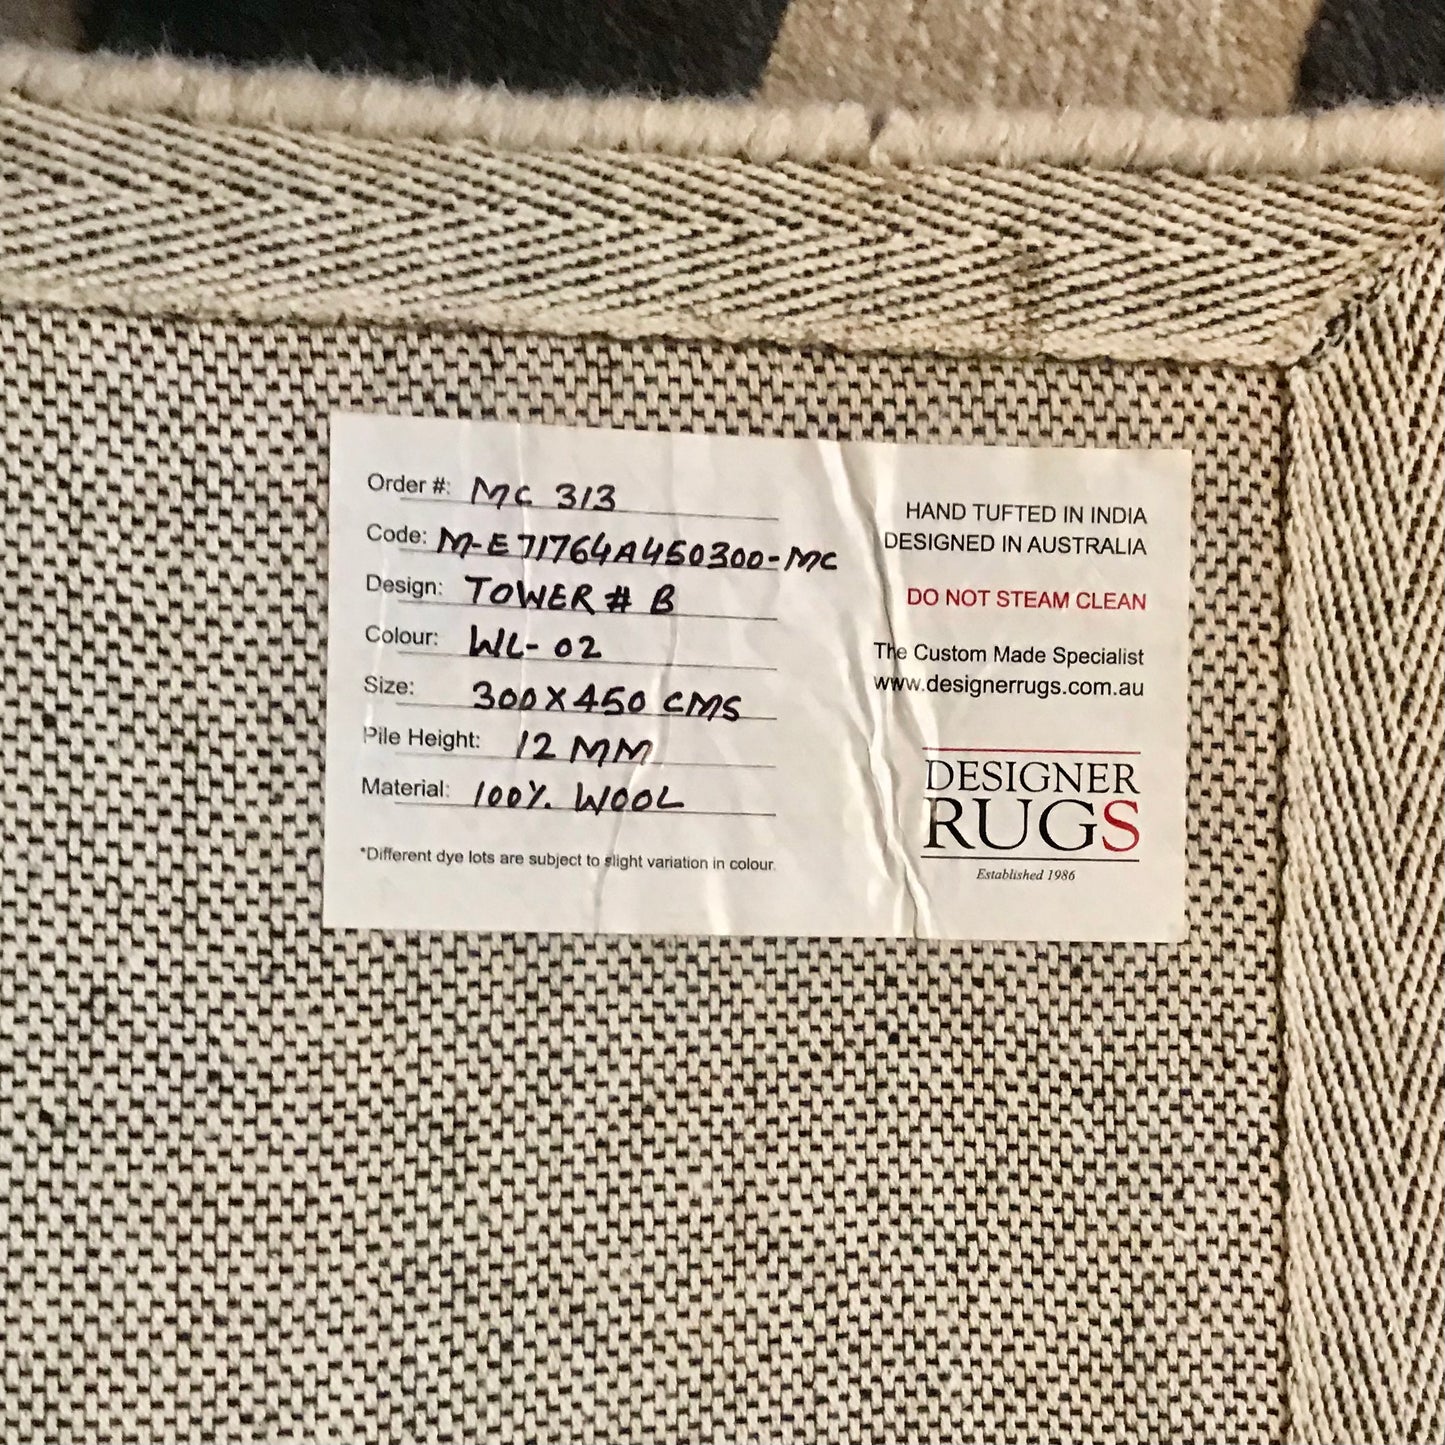 Order #: MC 313
Code: M-E71764A450300-MC
Design: TOWER # B
Colour: WL-02
Size: 300X450 CMS
Pile Height: 12 MM
Material: 100% WOOL
*Different dye lots are subject to slight variation in colour.
HAND TUFTED IN INDIA
DESIGNED IN AUSTRALIA
DO NOT STEAM CLEAN
The Custom Made Specialist
www.designerrugs.com.au
DESIGNER
RUGS
Established 1986